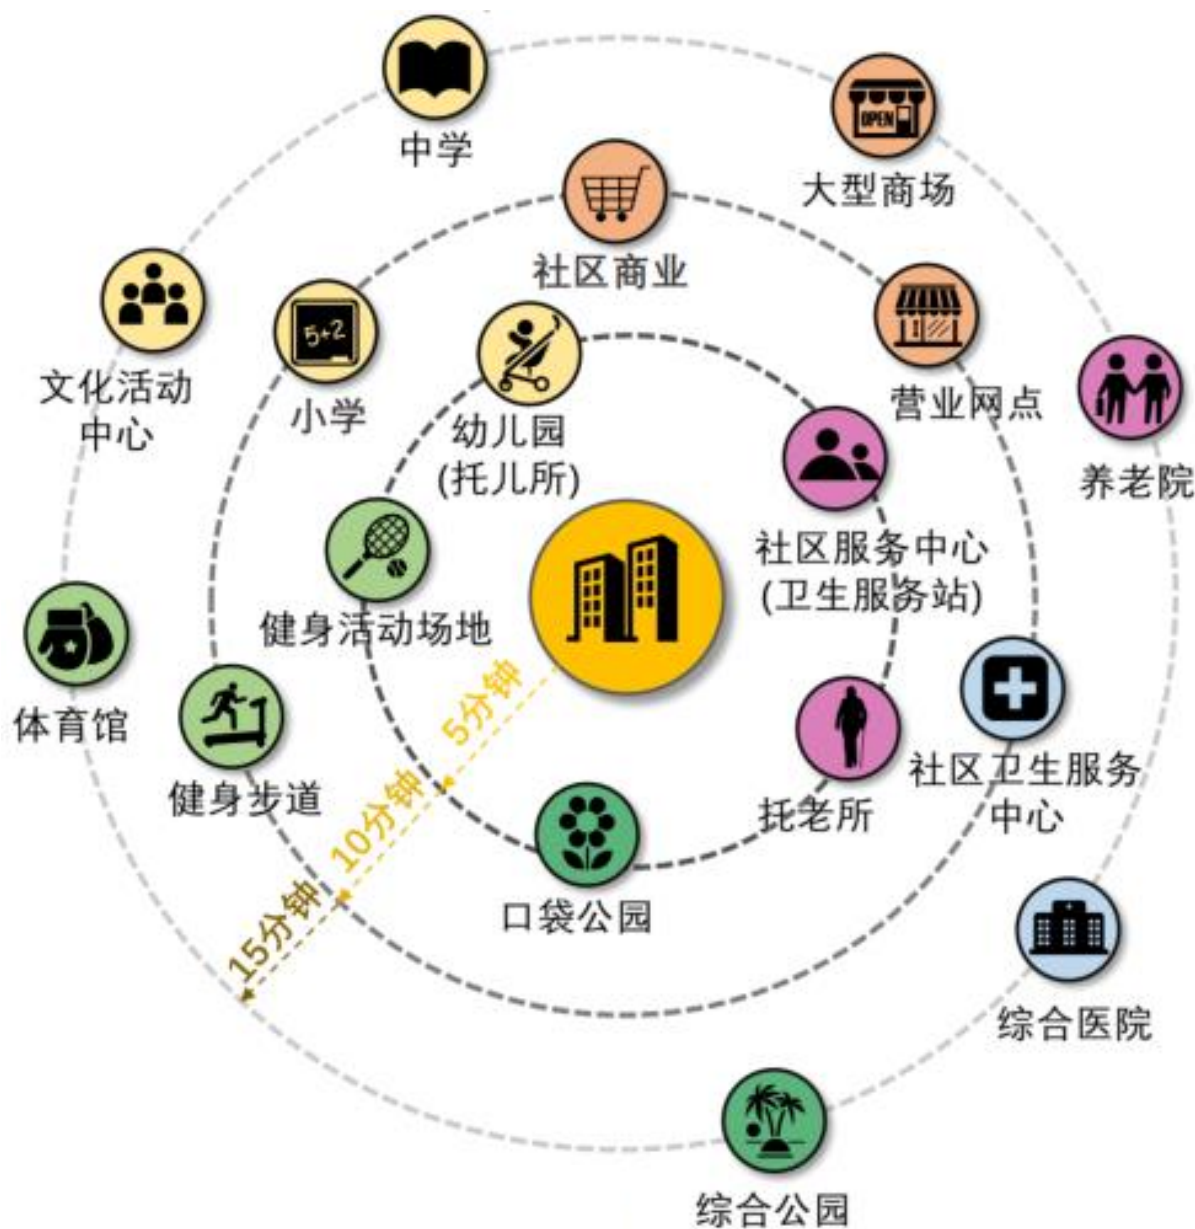 中学
OPEN
大型商场
社区商业
5+2
小学
文化活动
中心
幼儿园
(托儿所)
营业网点
养老院
社区服务中心
(卫生服务站)
健身活动场地
体育馆
健身步道
5分钟
10分钟
15分钟
托老所
社区卫生服务
中心
口袋公园
综合医院
综合公园